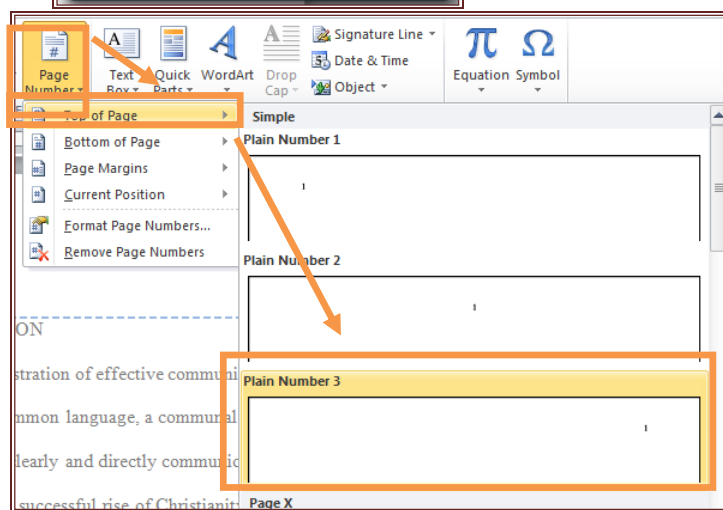 Page Number
Text Box
Quick Parts
WordArt
Drop Cap
Signature Line
Date & Time
Object
Equation
Symbol
Top of Page
Bottom of Page
Page Margins
Current Position
Format Page Numbers...
Remove Page Numbers
Simple
Plain Number 1
1
Plain Number 2
1
Plain Number 3
1
Page X
ON
stration of effective communi
mmon language, a communal
learly and directly communic
successful rise of Christianity